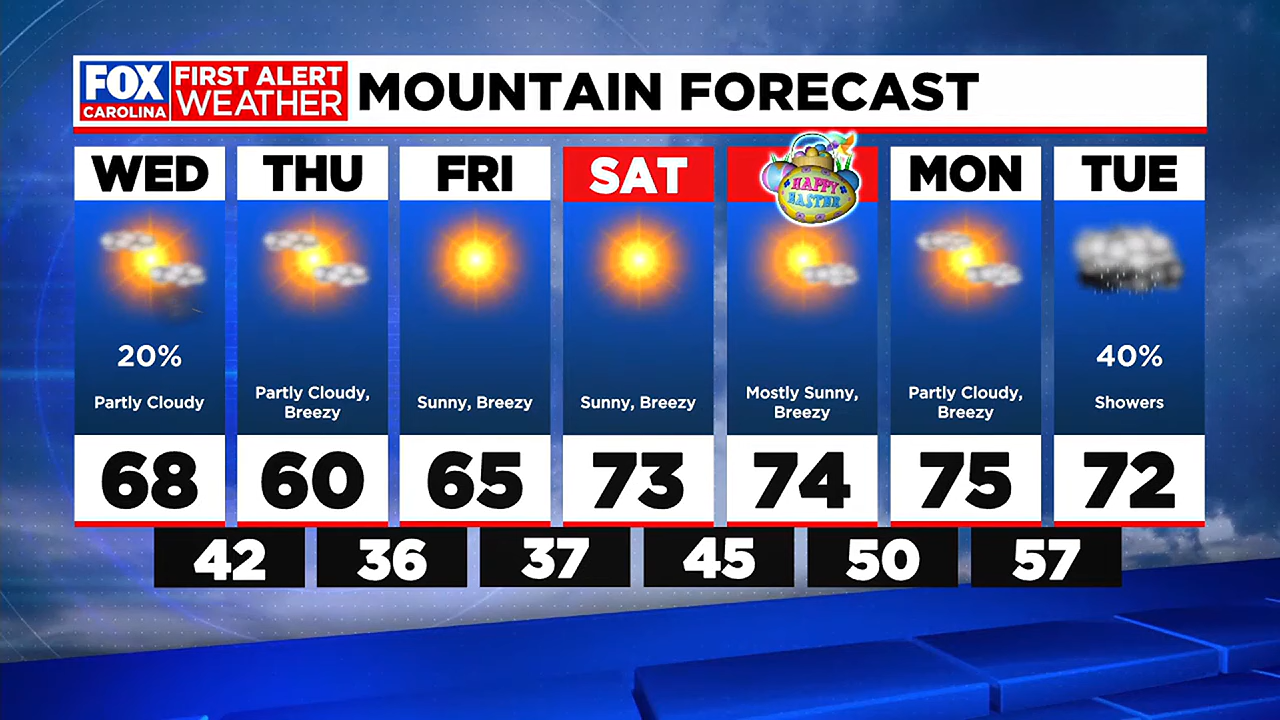 FOX
CAROLINA
FIRST ALERT
WEATHER
MOUNTAIN FORECAST
WED
THU
FRI
SAT
HAPPY
EASTER
MON
TUE
20%
40%
Partly Cloudy
Partly Cloudy,
Breezy
Sunny, Breezy
Sunny, Breezy
Mostly Sunny,
Breezy
Partly Cloudy,
Breezy
Showers
68
60
65
73
74
75
72
42
36
37
45
50
57